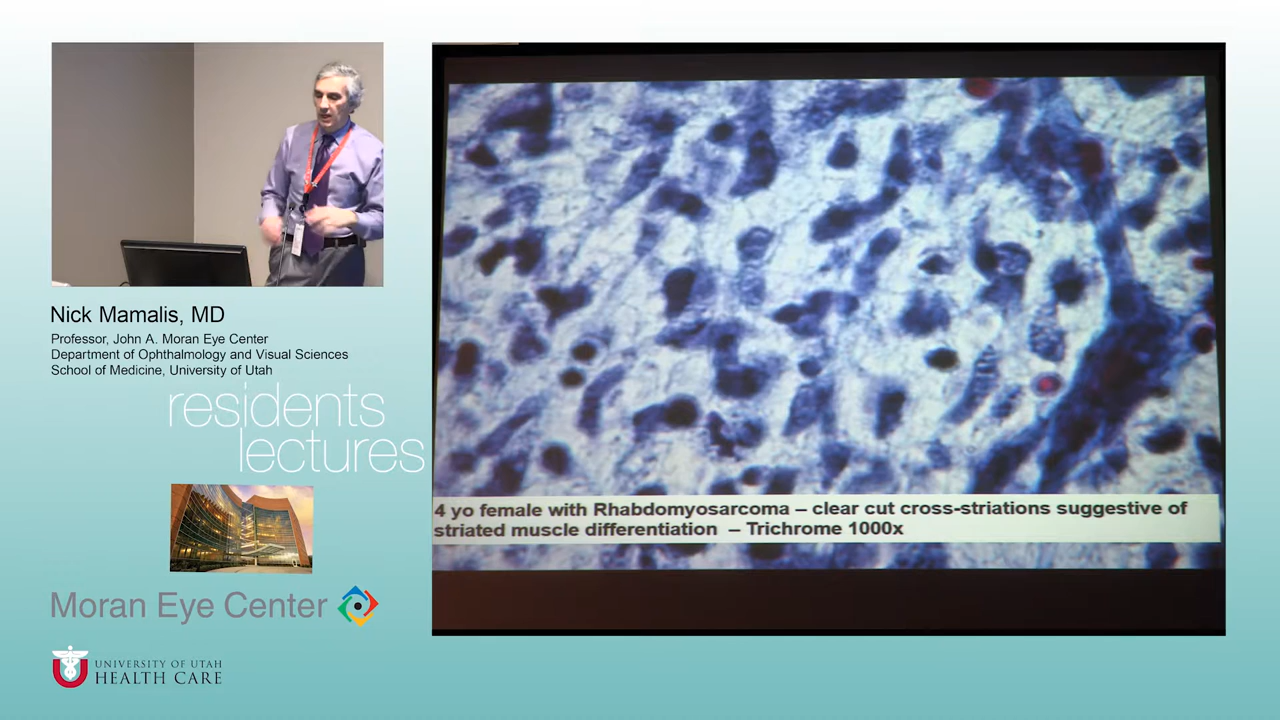 Nick Mamalis, MD
Professor, John A. Moran Eye Center
Department of Ophthalmology and Visual Sciences
School of Medicine, University of Utah
residents
lectures
Moran Eye Center
UNIVERSITY OF UTAH
HEALTH CARE
4 yo female with Rhabdomyosarcoma – clear cut cross-striations suggestive of
striated muscle differentiation – Trichrome 1000x